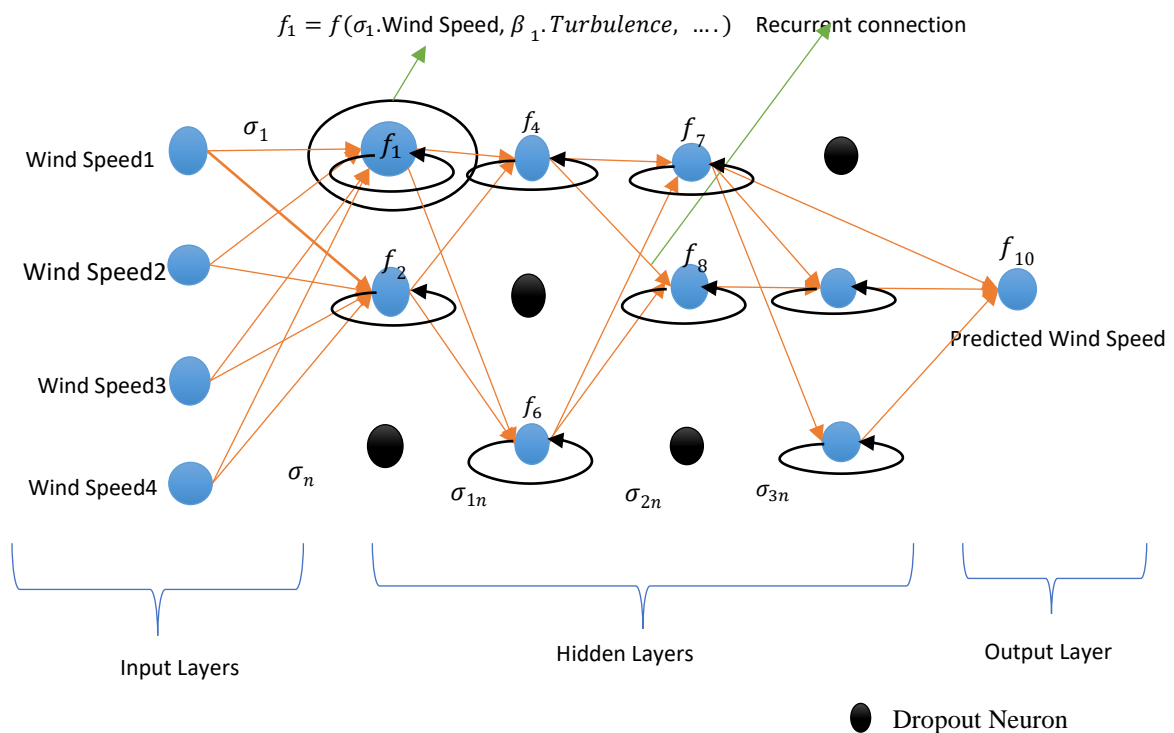 f₁ = f(σ₁.Wind Speed, β₁.Turbulence, ….) Recurrent connection
σ₁
f₁
f₄
f₇
Wind Speed1
Wind Speed2
f₂
f₈
f₁₀
Predicted Wind Speed
Wind Speed3
f₆
Wind Speed4
σₙ
σ₁ₙ
σ₂ₙ
σ₃ₙ
Input Layers
Hidden Layers
Output Layer
Dropout Neuron